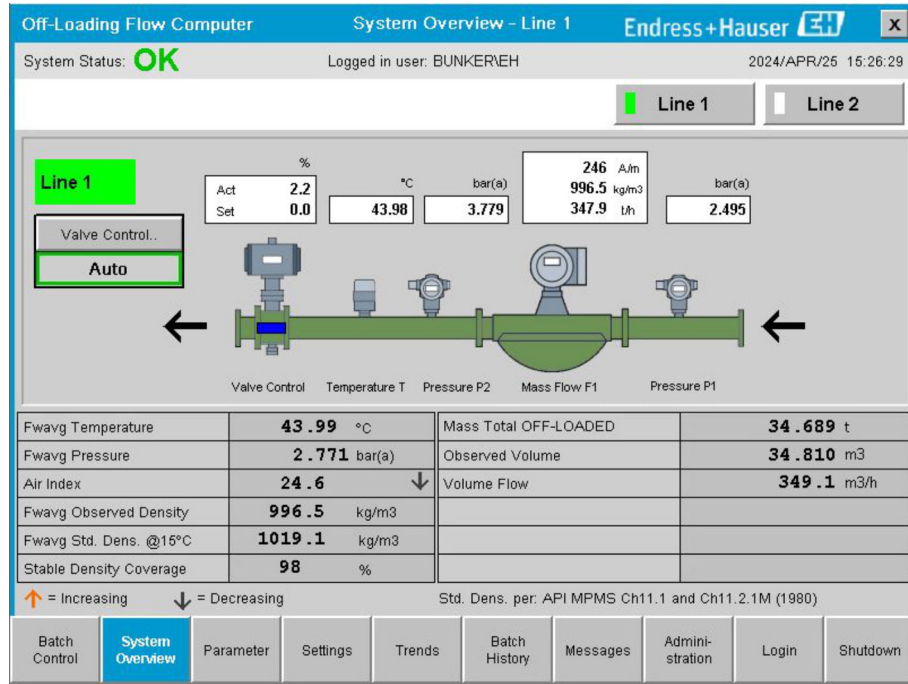 Off-Loading Flow Computer System Overview - Line 1 Endress+Hauser EH X
System Status: OK Logged in user: BUNKER\EH 2024/APR/25 15:26:29
Line 1 Line 2
Line 1
Valve Control..
Auto
%
Act 2.2
Set 0.0
°C
43.98
bar(a)
3.779
246 A/m
996.5 kg/m3
347.9 t/h
bar(a)
2.495
Valve Control Temperature T Pressure P2 Mass Flow F1 Pressure P1
Fwavg Temperature 43.99 °C Mass Total OFF-LOADED 34.689 t
Fwavg Pressure 2.771 bar(a) Observed Volume 34.810 m3
Air Index 24.6 Volume Flow 349.1 m3/h
Fwavg Observed Density 996.5 kg/m3
Fwavg Std. Dens. @15°C 1019.1 kg/m3
Stable Density Coverage 98 %
= Increasing = Decreasing Std. Dens. per: API MPMS Ch11.1 and Ch11.2.1M (1980)
Batch Control System Overview Parameter Settings Trends Batch History Messages Admini-stration Login Shutdown